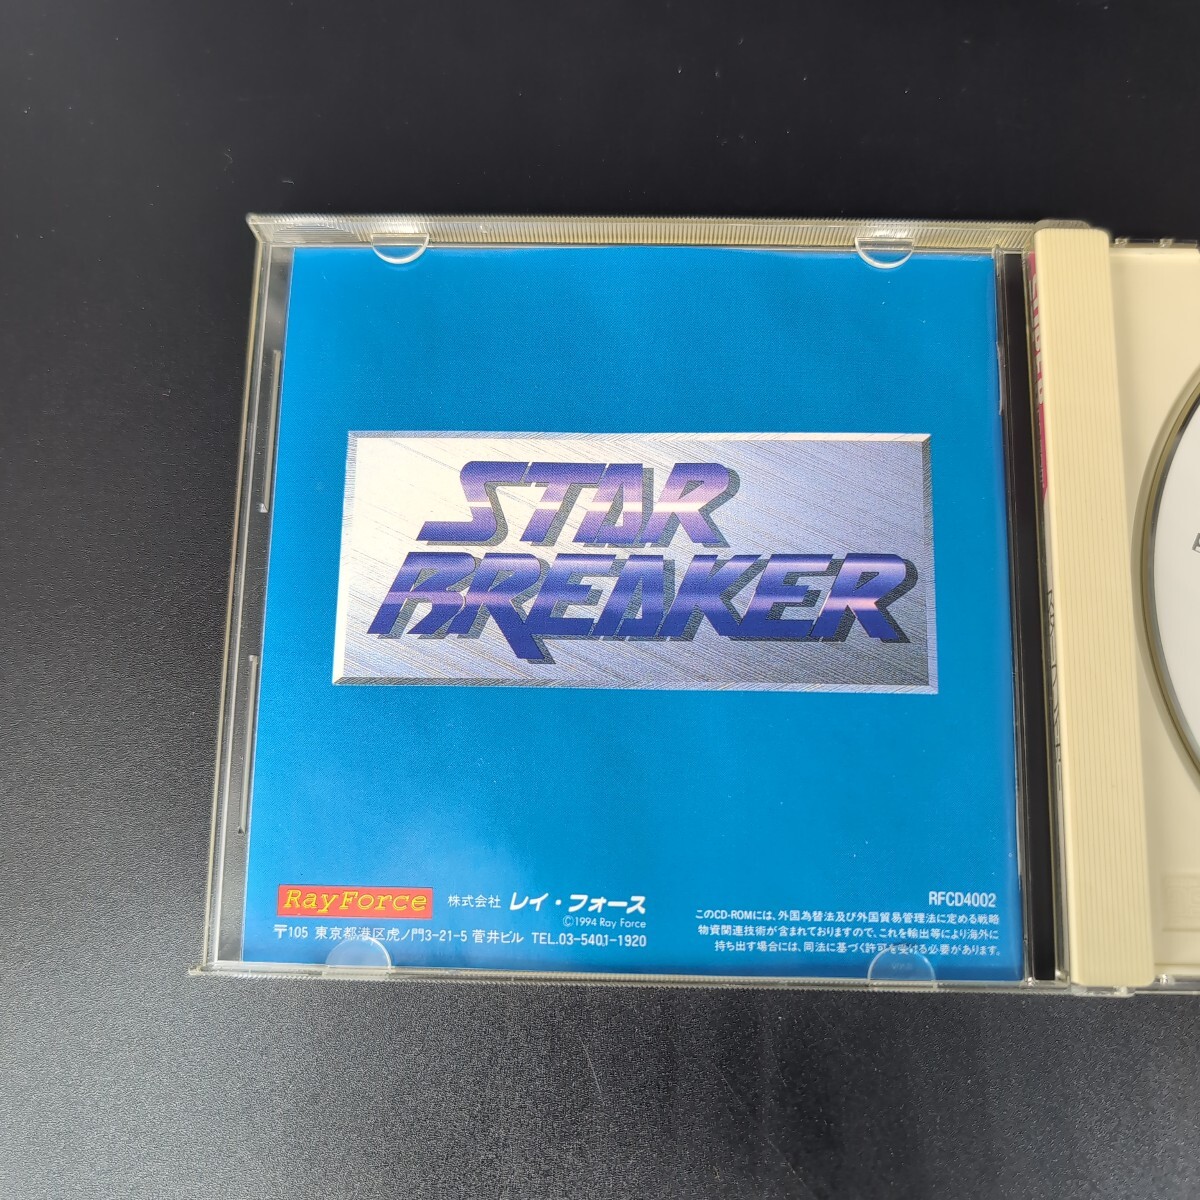 STAR
BREAKER
RayForce 株式会社 レイ・フォース
©1994 Ray Force
〒105 東京都港区虎ノ門3-21-5 菅井ビル TEL.03-5401-1920
RFCD4002
このCD-ROMには、外国為替法及び外国貿易管理法に定める戦略
物資関連技術が含まれておりますので、これを輸出等により海外に
持ち出す場合には、同法に基づく許可を受ける必要があります。